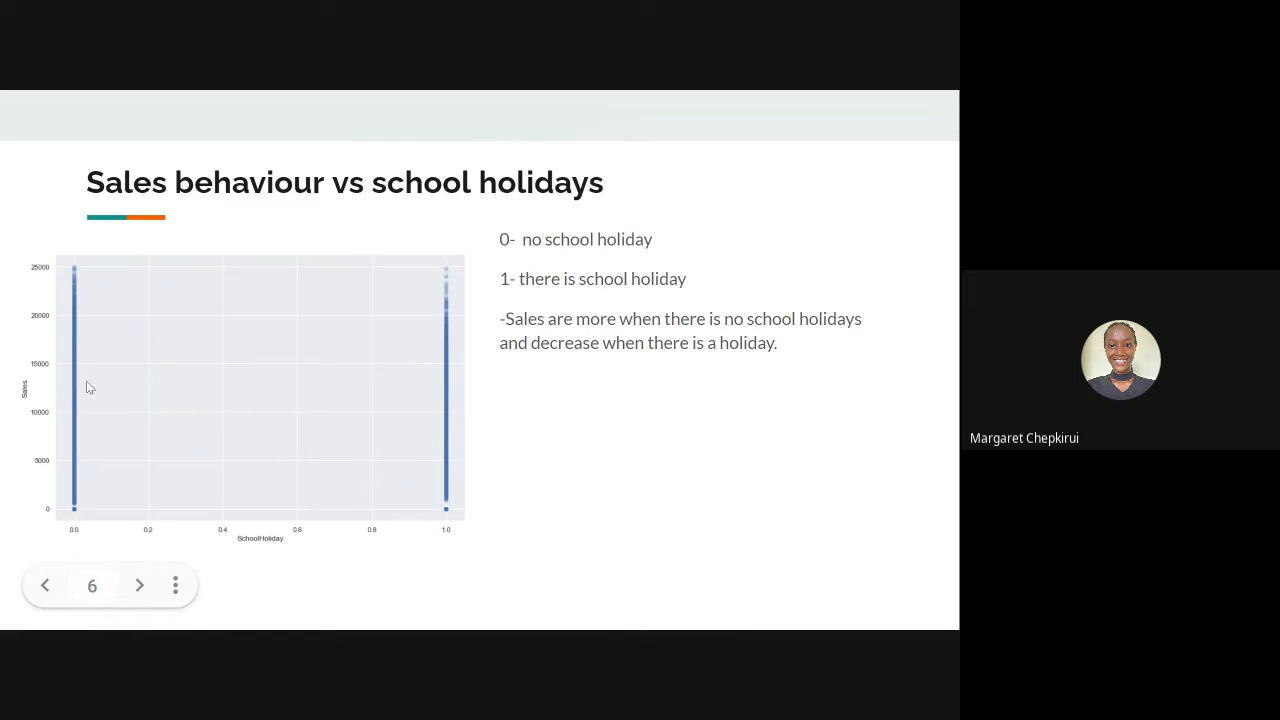 Sales behaviour vs school holidays
0- no school holiday
1- there is school holiday
-Sales are more when there is no school holidays
and decrease when there is a holiday.
25000
20000
15000
10000
5000
0
Sales
0.0 0.2 0.4 0.6 0.8 1.0
SchoolHoliday
6
Margaret Chepkirui